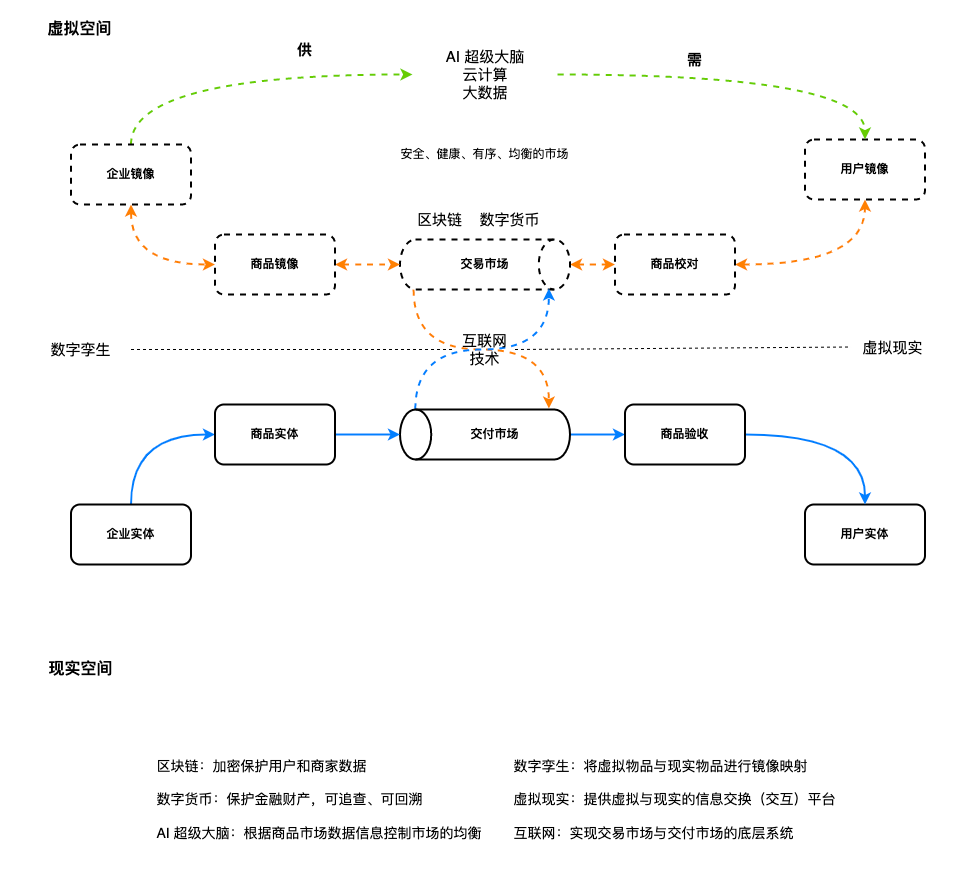 虚拟空间
供
需
AI 超级大脑
云计算
大数据
安全、健康、有序、均衡的市场
企业镜像
用户镜像
区块链 数字货币
商品镜像
交易市场
商品校对
数字孪生
互联网
技术
虚拟现实
商品实体
交付市场
商品验收
企业实体
用户实体
现实空间
区块链：加密保护用户和商家数据
数字孪生：将虚拟物品与现实物品进行镜像映射
数字货币：保护金融财产，可追查、可回溯
虚拟现实：提供虚拟与现实的信息交换（交互）平台
AI 超级大脑：根据商品市场数据信息控制市场的均衡
互联网：实现交易市场与交付市场的底层系统